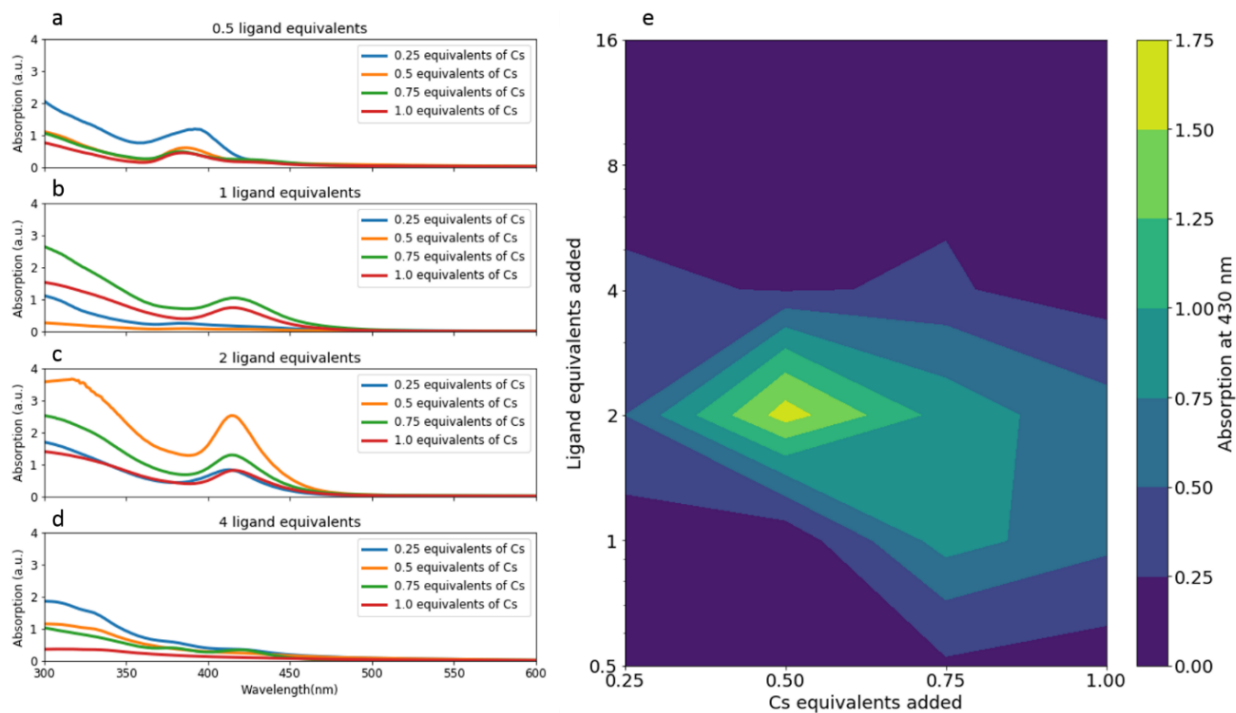 a
0.5 ligand equivalents
Absorption (a.u.)
4
3
2
1
0
0.25 equivalents of Cs
0.5 equivalents of Cs
0.75 equivalents of Cs
1.0 equivalents of Cs
b
1 ligand equivalents
Absorption (a.u.)
4
3
2
1
0
0.25 equivalents of Cs
0.5 equivalents of Cs
0.75 equivalents of Cs
1.0 equivalents of Cs
c
2 ligand equivalents
Absorption (a.u.)
4
3
2
1
0
0.25 equivalents of Cs
0.5 equivalents of Cs
0.75 equivalents of Cs
1.0 equivalents of Cs
d
4 ligand equivalents
Absorption (a.u.)
4
3
2
1
0
0.25 equivalents of Cs
0.5 equivalents of Cs
0.75 equivalents of Cs
1.0 equivalents of Cs
300 350 400 450 500 550 600
Wavelength(nm)
e
Ligand equivalents added
16
8
4
2
1
0.5
0.25 0.50 0.75 1.00
Cs equivalents added
1.75
1.50
1.25
1.00
0.75
0.50
0.25
0.00
Absorption at 430 nm